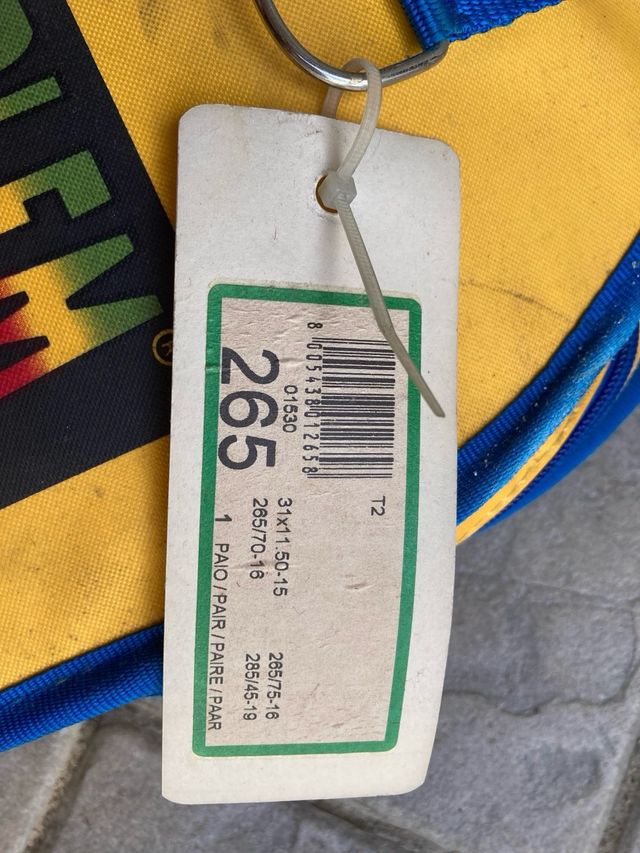 T2
8 005438 012658
01530
265
31x11.50-15 265/75-16
265/70-16 285/45-19
1 PAIO / PAIR / PAIRE / PAAR